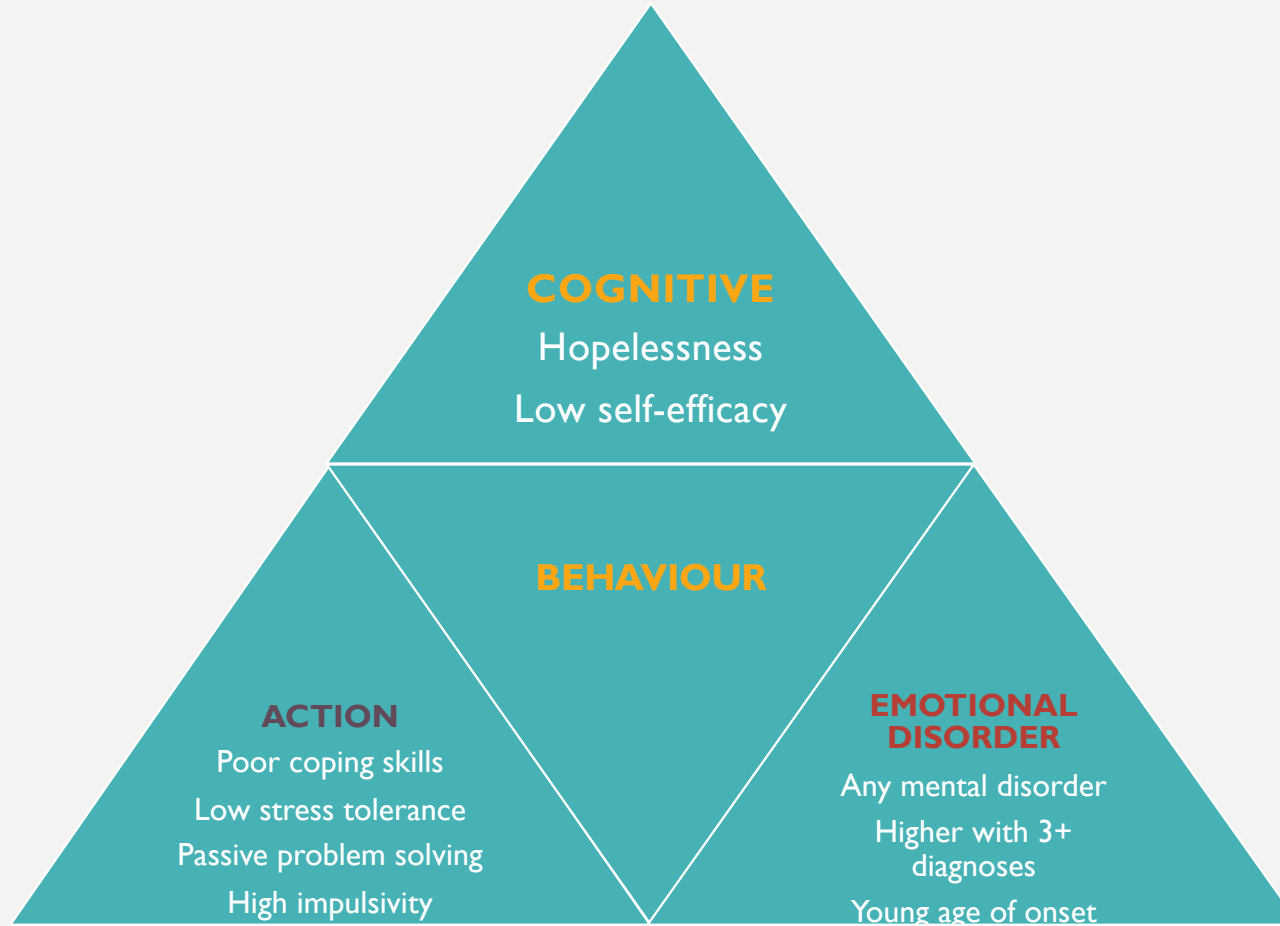 COGNITIVE
Hopelessness
Low self-efficacy
BEHAVIOUR
ACTION
Poor coping skills
Low stress tolerance
Passive problem solving
High impulsivity
EMOTIONAL
DISORDER
Any mental disorder
Higher with 3+
diagnoses
Young age of onset